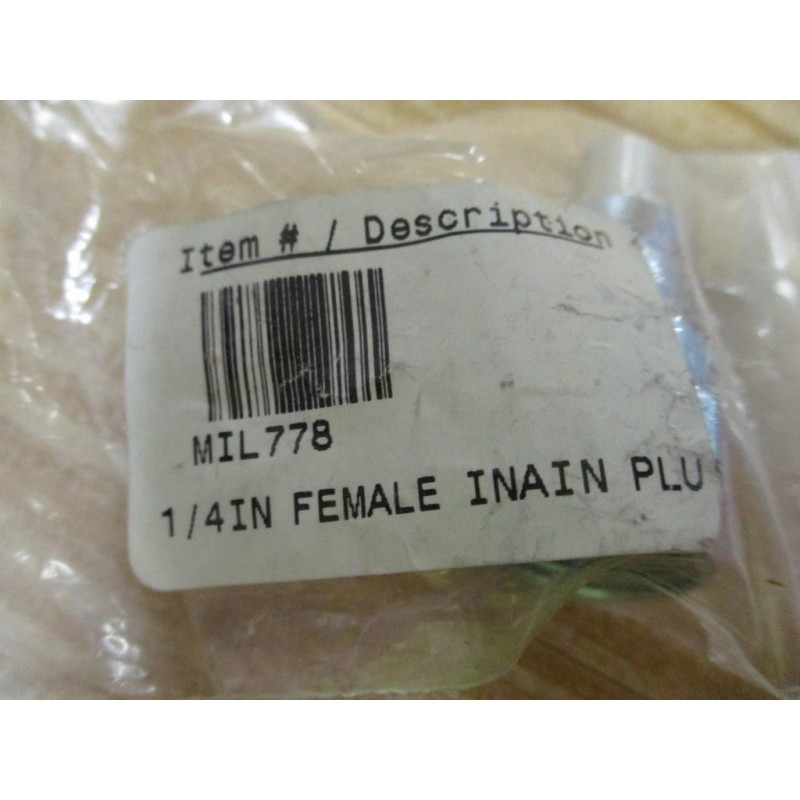 Item # / Description
MIL778
1/4IN FEMALE INAIN PLU